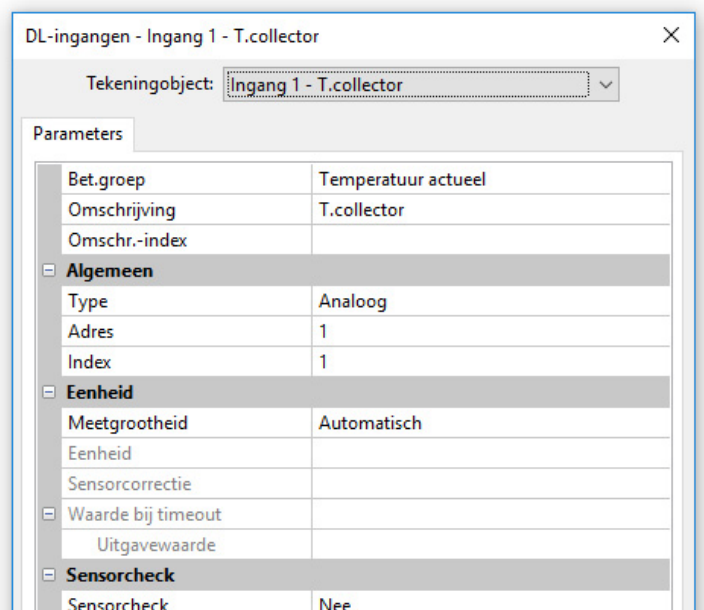 DL-ingangen - Ingang 1 - T.collector
Tekeningobject: Ingang 1 - T.collector
Parameters
Bet.groep Temperatuur actueel
Omschrijving T.collector
Omschr.-index
Algemeen
Type Analoog
Adres 1
Index 1
Eenheid
Meetgrootheid Automatisch
Eenheid
Sensorcorrectie
Waarde bij timeout
Uitgavewaarde
Sensorcheck
Sensorcheck Nee